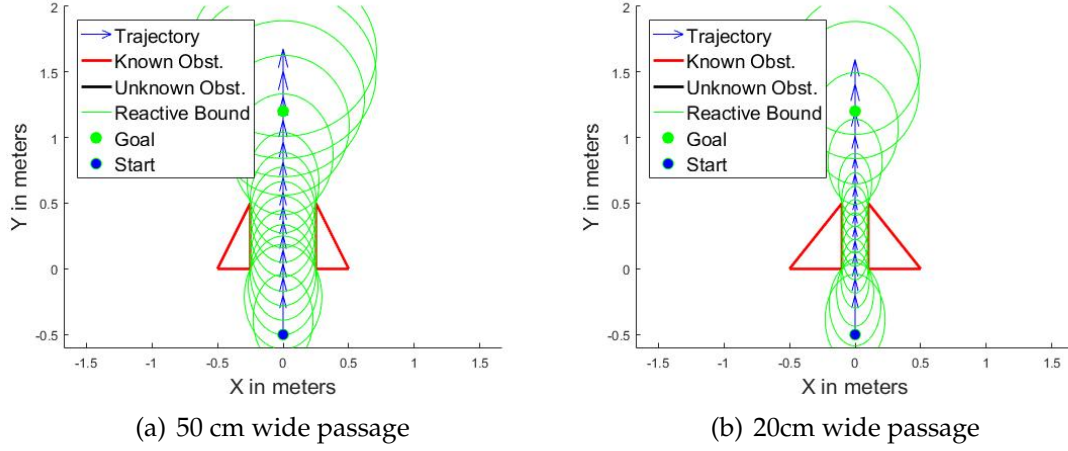 2
1.5
1
0.5
0
-0.5
Y in meters
Trajectory
Known Obst.
Unknown Obst.
Reactive Bound
Goal
Start
-1.5 -1 -0.5 0 0.5 1 1.5
X in meters
(a) 50 cm wide passage
2
1.5
1
0.5
0
-0.5
Y in meters
Trajectory
Known Obst.
Unknown Obst.
Reactive Bound
Goal
Start
-1.5 -1 -0.5 0 0.5 1 1.5
X in meters
(b) 20cm wide passage